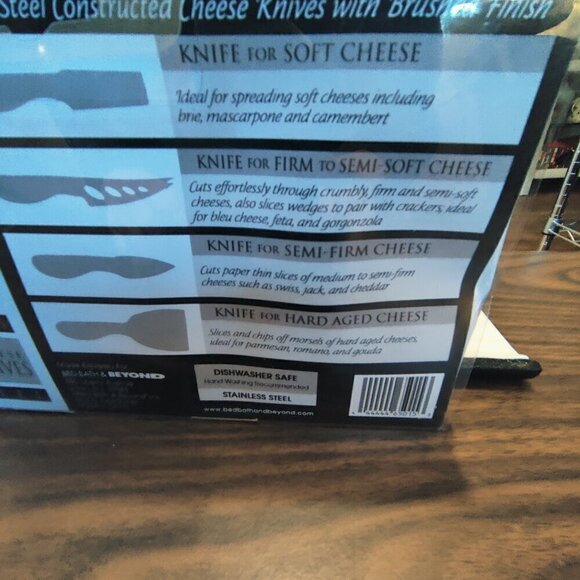 Steel Constructed Cheese Knives with Brushed Finish
KNIFE FOR SOFT CHEESE
Ideal for spreading soft cheeses including
brie, mascarpone and camembert
KNIFE FOR FIRM TO SEMI-SOFT CHEESE
Cuts effortlessly through crumbly, firm and semi-soft
cheeses, also slices wedges to pair with crackers, ideal
for bleu cheese, feta, and gorgonzola
KNIFE FOR SEMI-FIRM CHEESE
Cuts paper thin slices of medium to semi-firm
cheeses such as swiss, jack, and cheddar
KNIFE FOR HARD AGED CHEESE
Slices and chips off morsels of hard aged cheeses,
ideal for parmesan, romano, and gouda
BED BATH & BEYOND
DISHWASHER SAFE
Hand Washing Recommended
STAINLESS STEEL
www.bedbathandbeyond.com